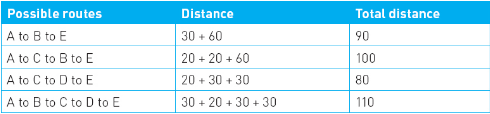 Possible routes Distance Total distance
A to B to E 30 + 60 90
A to C to B to E 20 + 20 + 60 100
A to C to D to E 20 + 30 + 30 80
A to B to C to D to E 30 + 20 + 30 + 30 110